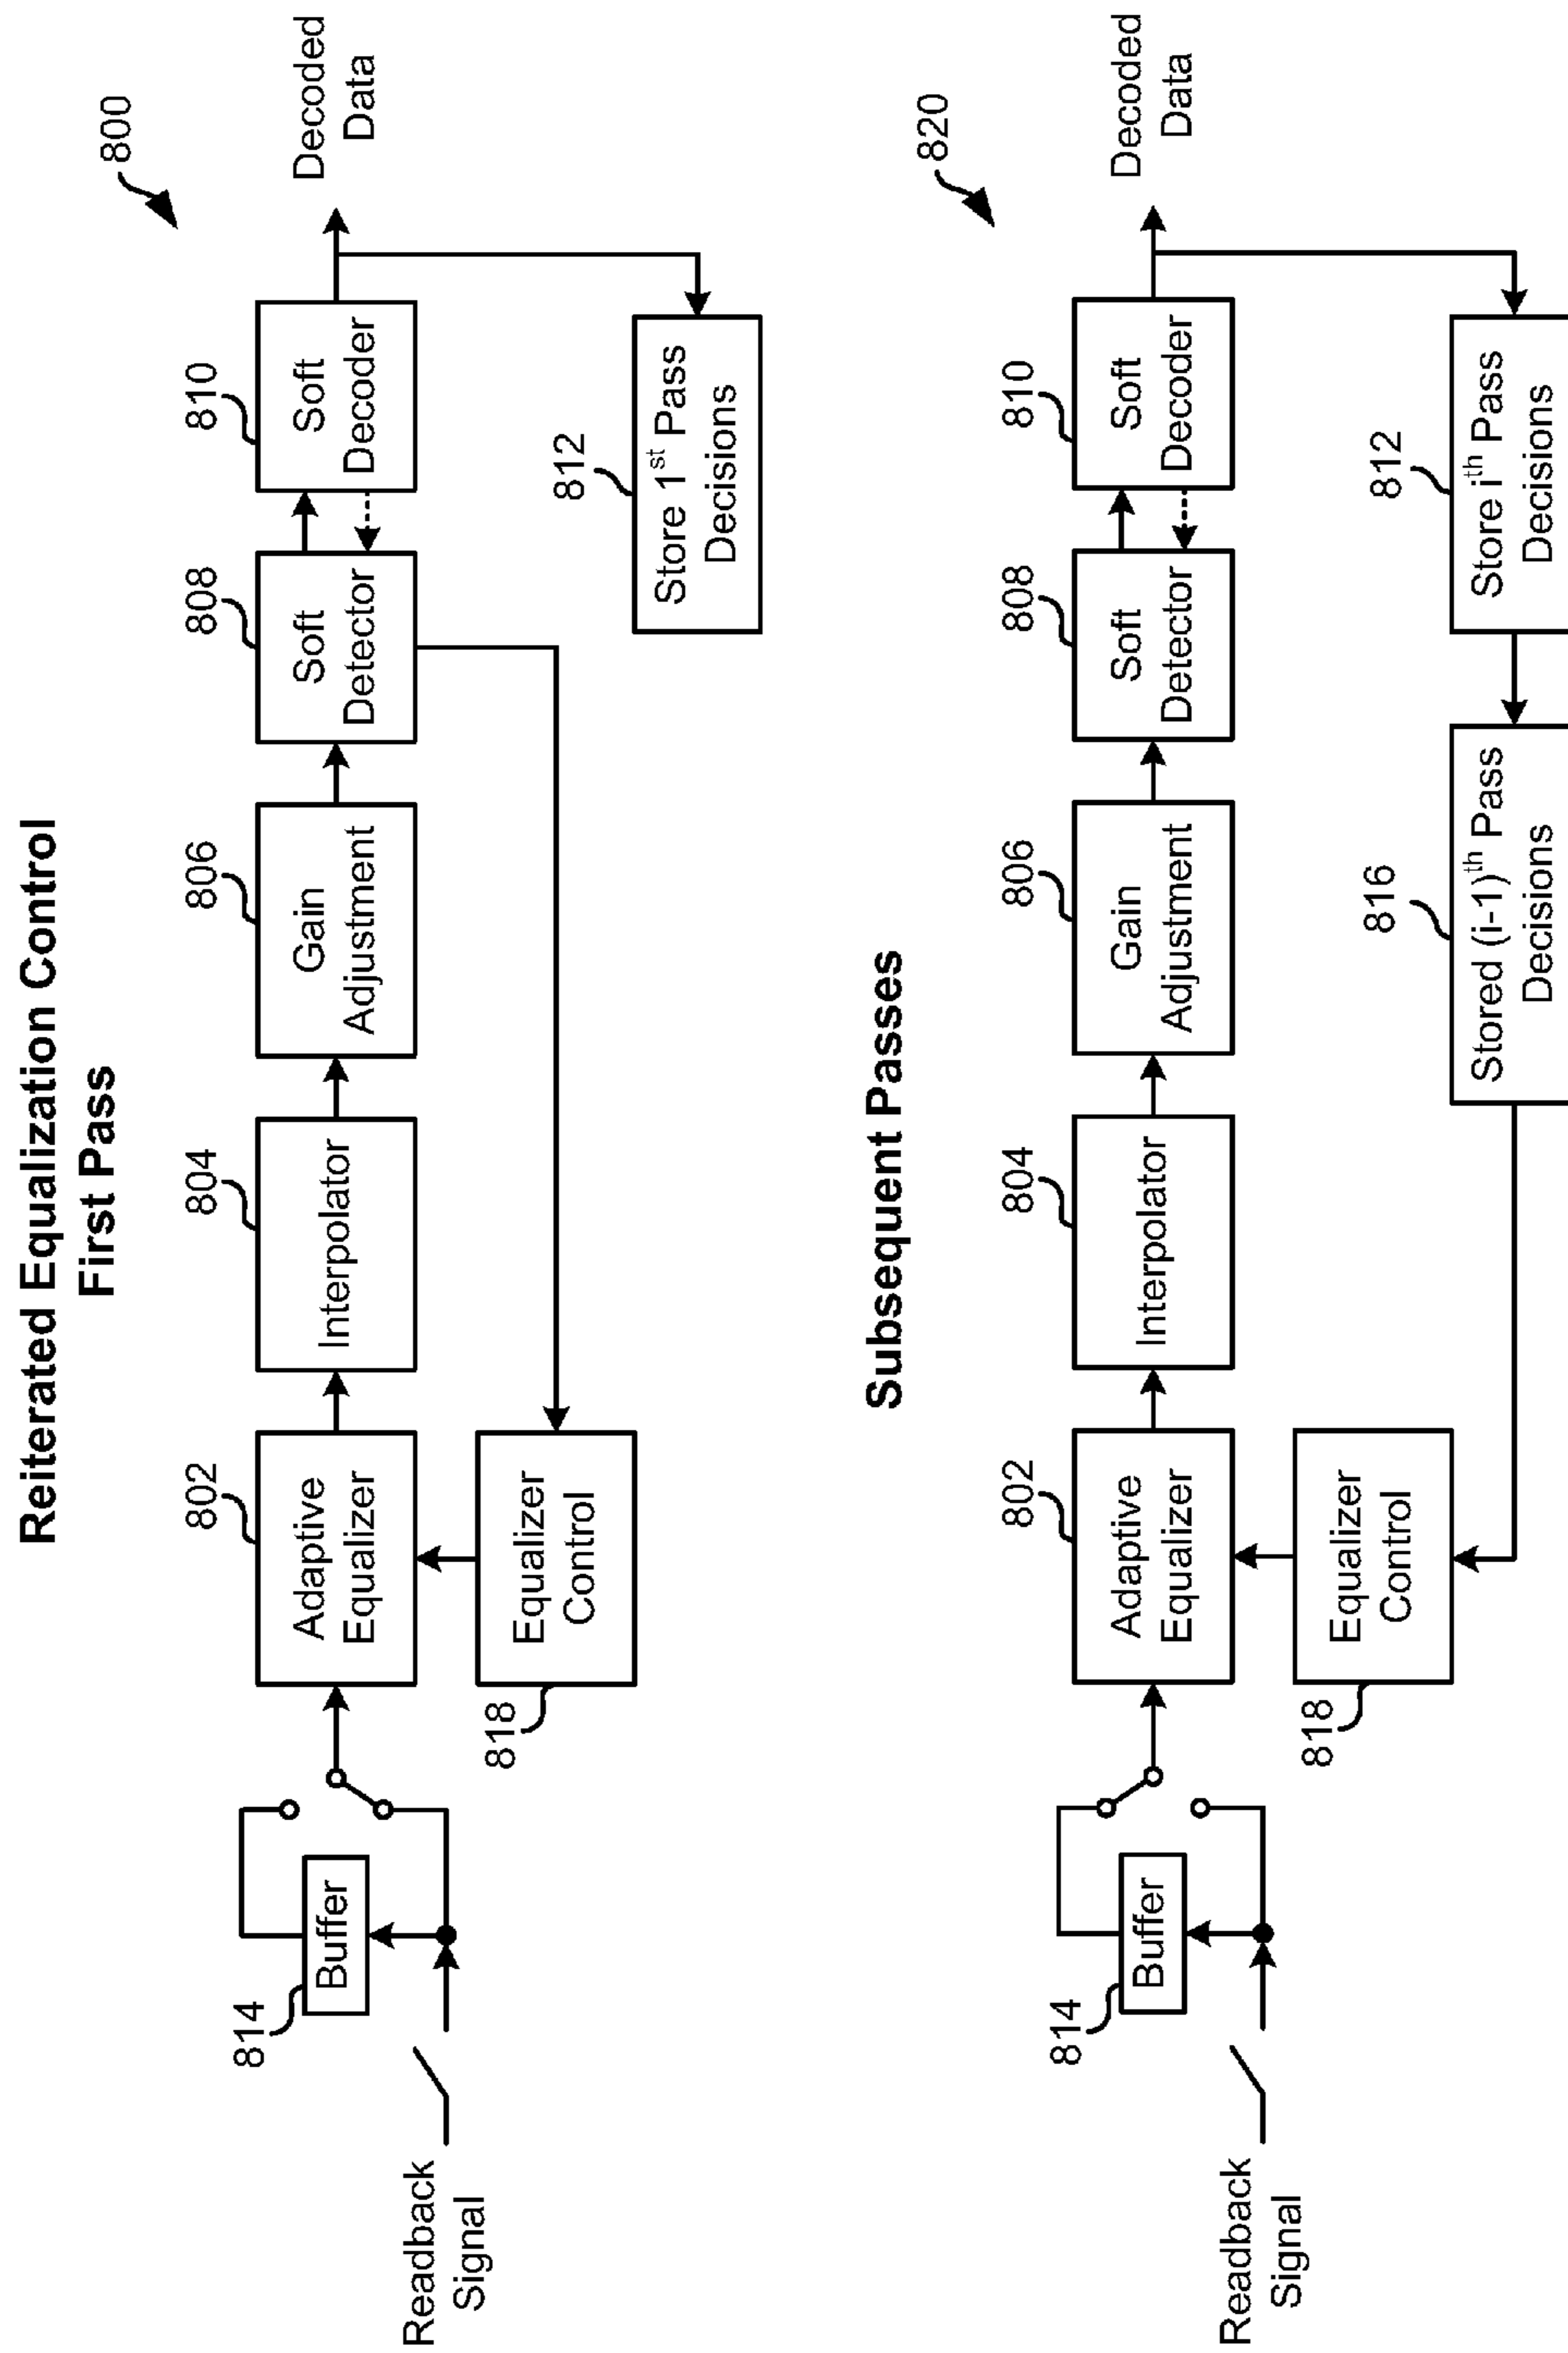 Reiterated Equalization Control
First Pass
800
802
804
806
808
810
814
Buffer
Adaptive
Equalizer
Interpolator
Gain
Adjustment
Soft
Detector
Soft
Decoder
Decoded
Data
Readback
Signal
818
Equalizer
Control
812
Store 1st Pass
Decisions
Subsequent Passes
820
802
804
806
808
810
814
Buffer
Adaptive
Equalizer
Interpolator
Gain
Adjustment
Soft
Detector
Soft
Decoder
Decoded
Data
Readback
Signal
818
Equalizer
Control
816
Stored (i-1)th Pass
Decisions
812
Store ith Pass
Decisions